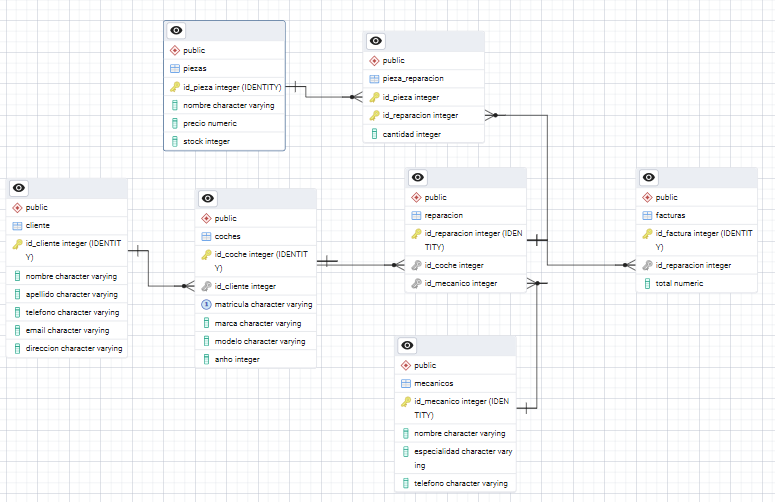 public
piezas
id_pieza integer (IDENTITY)
nombre character varying
precio numeric
stock integer
public
pieza_reparacion
id_pieza integer
id_reparacion integer
cantidad integer
public
cliente
id_cliente integer (IDENTIT
Y)
nombre character varying
apellido character varying
telefono character varying
email character varying
direccion character varying
public
coches
id_coche integer (IDENTIT
Y)
id_cliente integer
matricula character varying
marca character varying
modelo character varying
anho integer
public
reparacion
id_reparacion integer (IDEN
TITY)
id_coche integer
id_mecanico integer
public
facturas
id_factura integer (IDENTIT
Y)
id_reparacion integer
total numeric
public
mecanicos
id_mecanico integer (IDEN
TITY)
nombre character varying
especialidad character vary
ing
telefono character varying